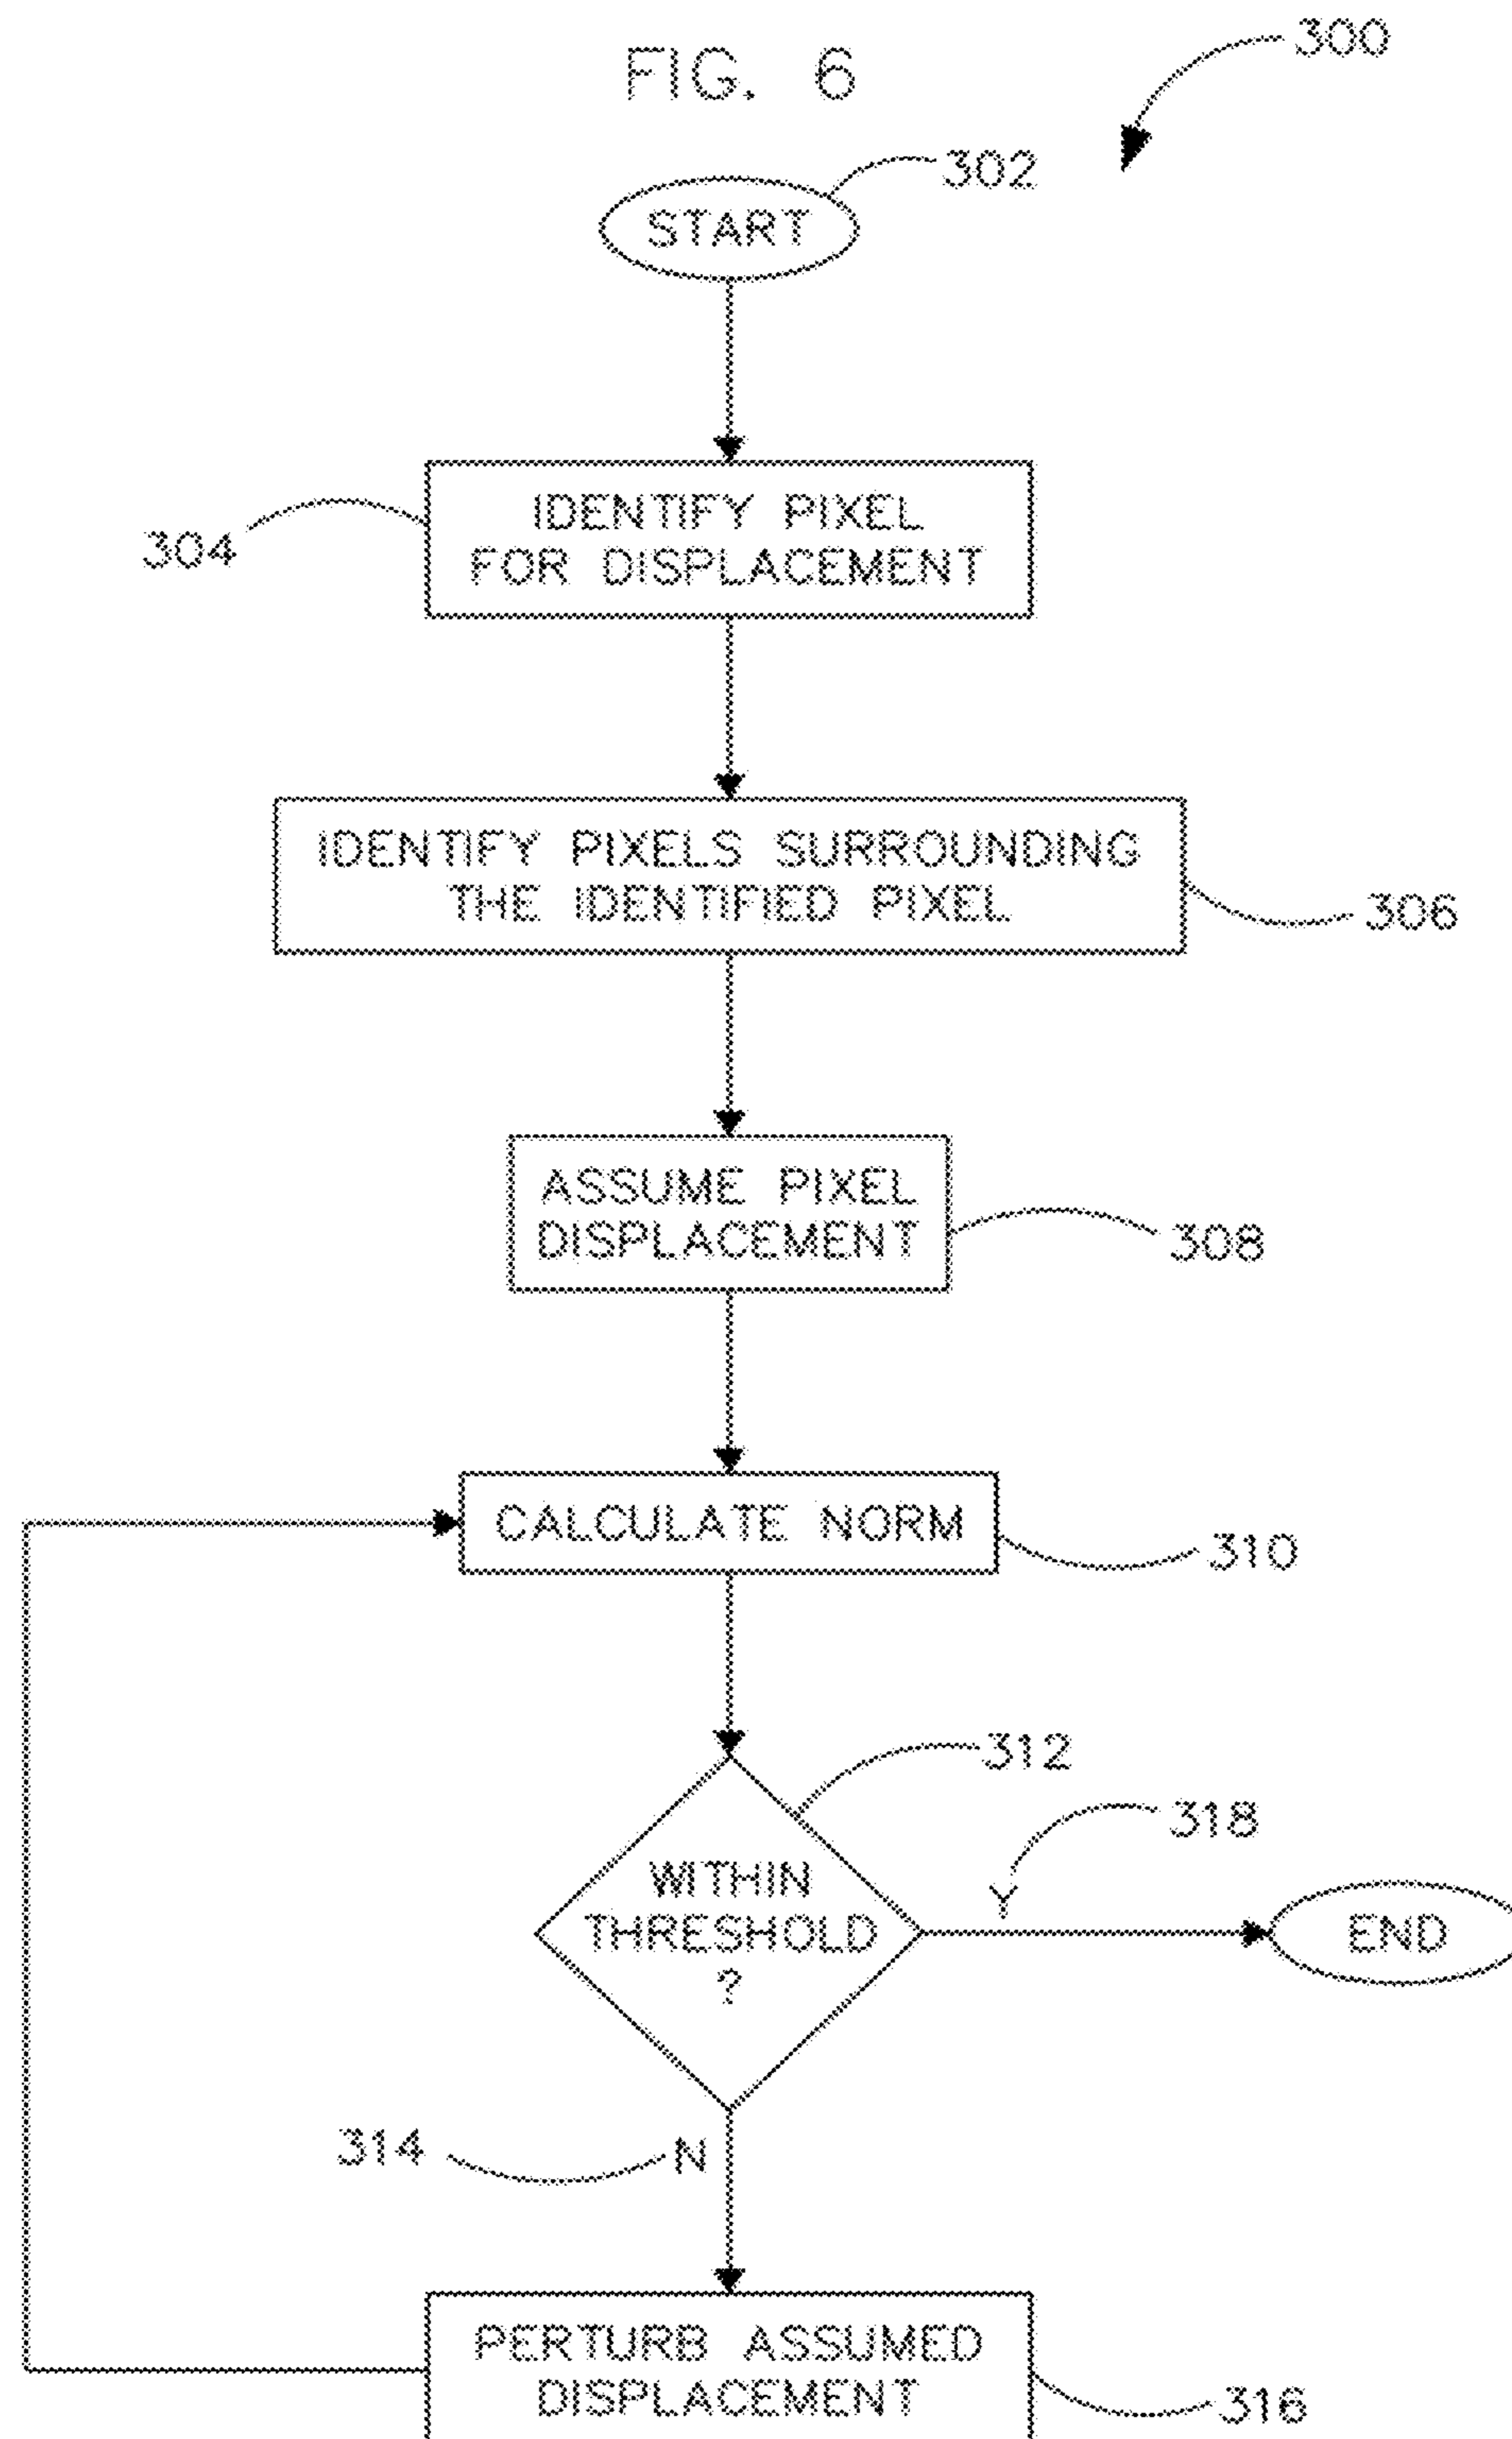 FIG. 6
300
302
START
IDENTIFY PIXEL
FOR DISPLACEMENT
304
IDENTIFY PIXELS SURROUNDING
THE IDENTIFIED PIXEL
306
ASSUME PIXEL
DISPLACEMENT
308
CALCULATE NORM
310
312
318
WITHIN
THRESHOLD
?
Y
END
314
N
PERTURB ASSUMED
DISPLACEMENT
316